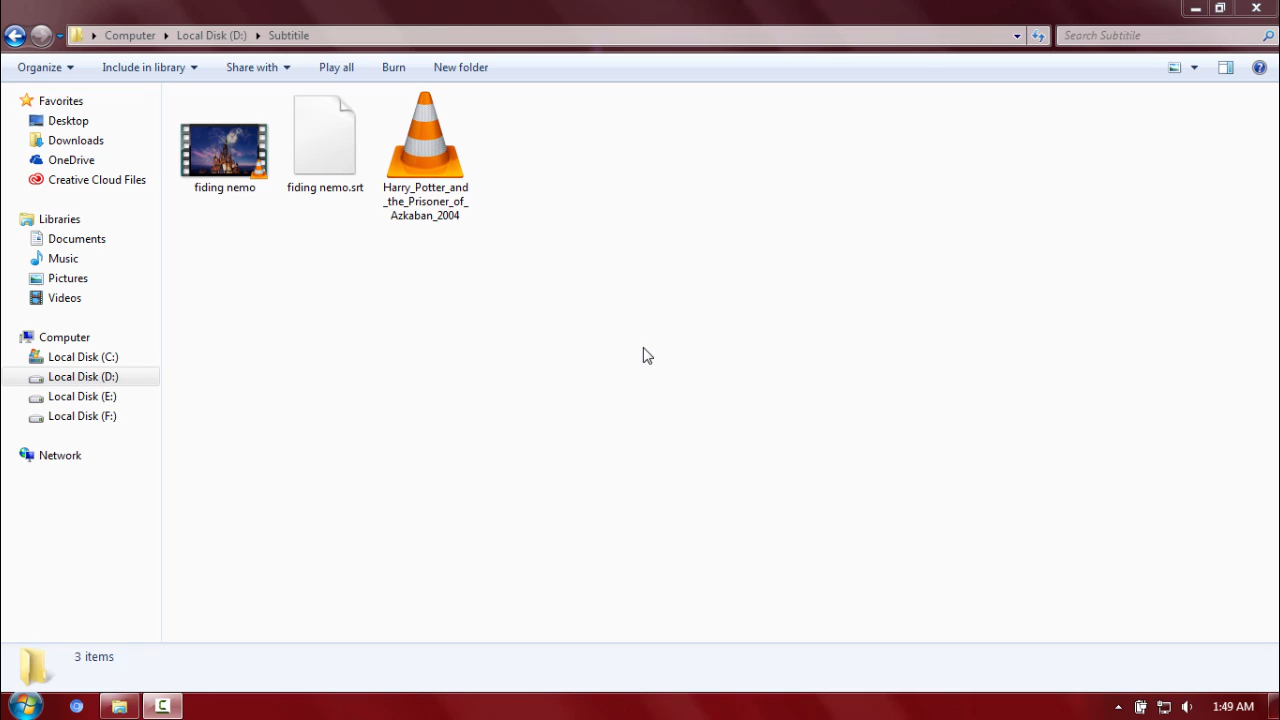 Computer
Local Disk (D:)
Subtitile
Search Subtitile
Organize
Include in library
Share with
Play all
Burn
New folder
Favorites
Desktop
Downloads
OneDrive
Creative Cloud Files
Libraries
Documents
Music
Pictures
Videos
Computer
Local Disk (C:)
Local Disk (D:)
Local Disk (E:)
Local Disk (F:)
Network
fiding nemo
fiding nemo.srt
Harry_Potter_and
_the_Prisoner_of_
Azkaban_2004
3 items
1:49 AM